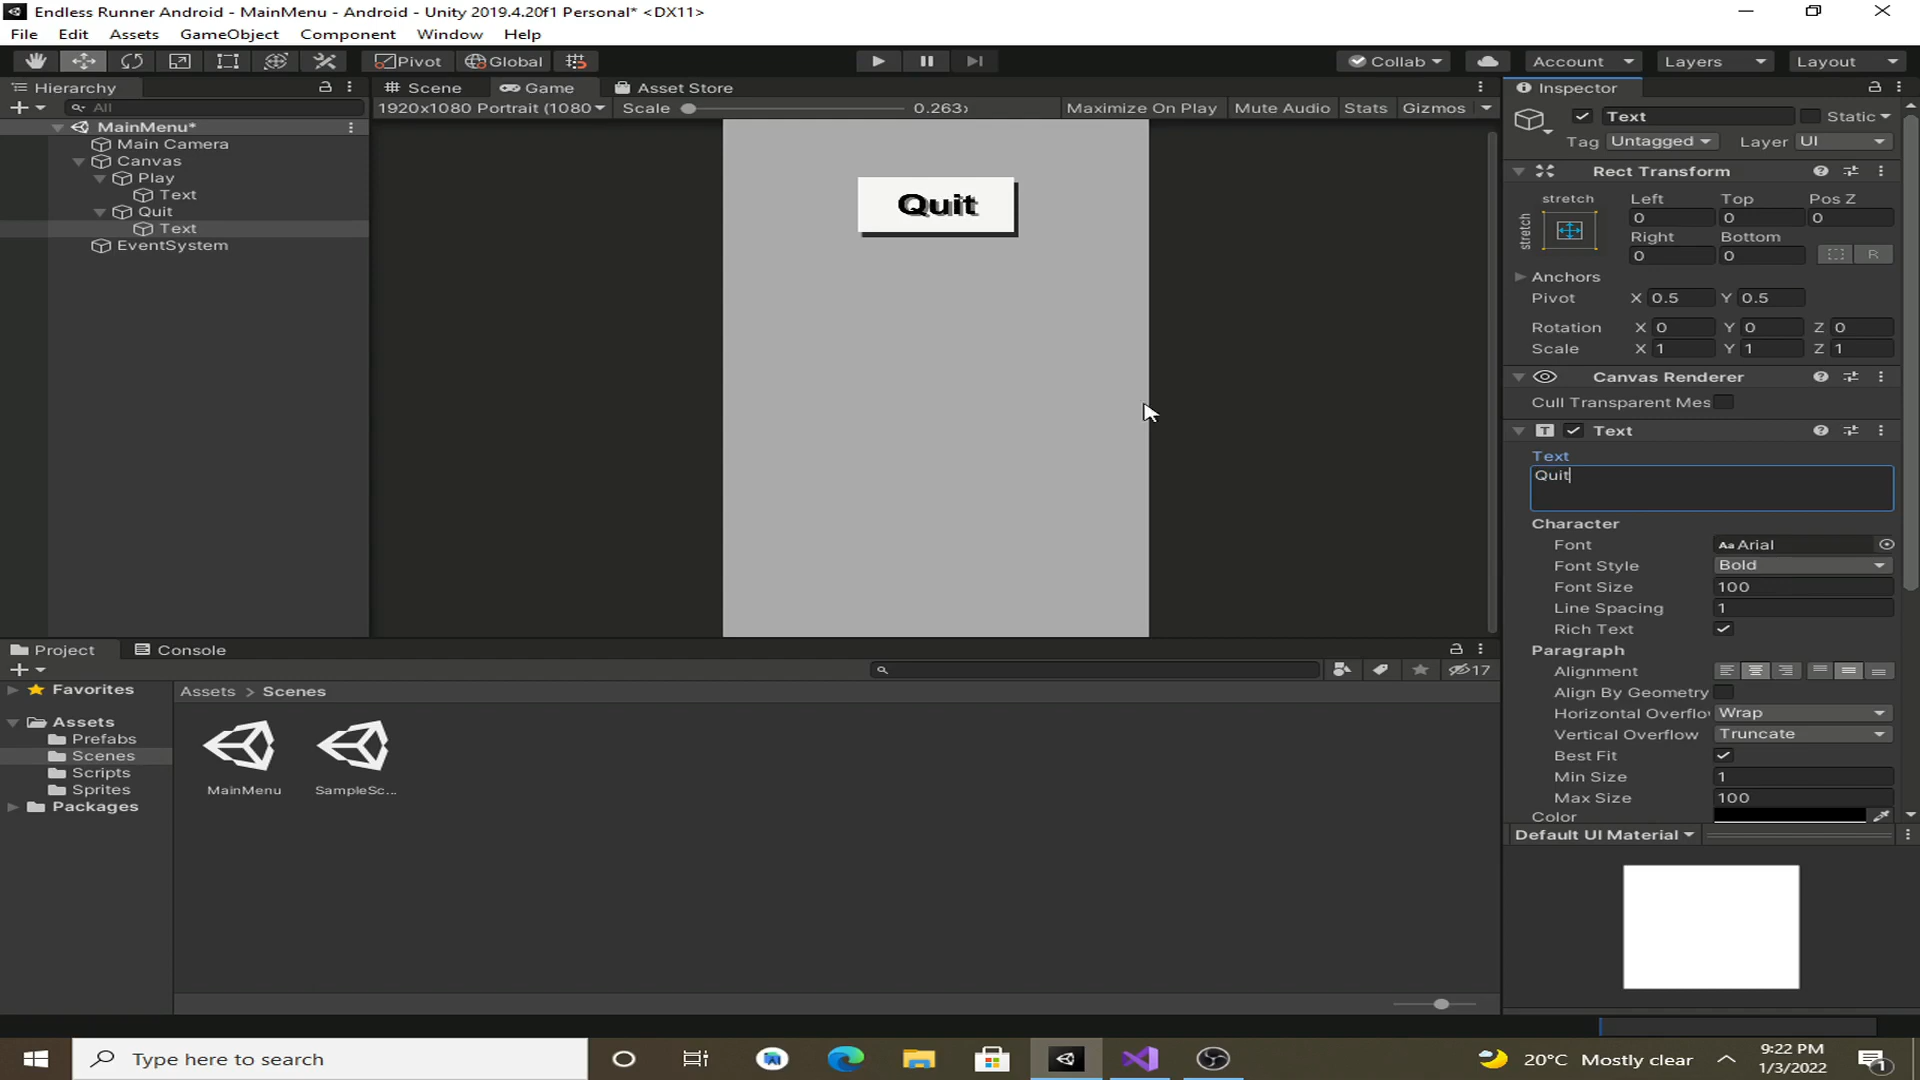 Endless Runner Android - MainMenu - Android - Unity 2019.4.20f1 Personal* <DX11>
File Edit Assets GameObject Component Window Help
Pivot Global Collab Account Layers Layout
Hierarchy
All
MainMenu*
Main Camera
Canvas
Play
Text
Quit
Text
EventSystem
Scene Game Asset Store
1920x1080 Portrait (1080 Scale 0.263x Maximize On Play Mute Audio Stats Gizmos
Quit
Inspector
Text Static
Tag Untagged Layer UI
Rect Transform
stretch Left Top Pos Z
stretch 0 0 0
Right Bottom
0 0 R
Anchors
Pivot X 0.5 Y 0.5
Rotation X 0 Y 0 Z 0
Scale X 1 Y 1 Z 1
Canvas Renderer
Cull Transparent Mes
T Text
Text
Quit
Character
Font Aa Arial
Font Style Bold
Font Size 100
Line Spacing 1
Rich Text
Paragraph
Alignment
Align By Geometry
Horizontal Overflo Wrap
Vertical Overflow Truncate
Best Fit
Min Size 1
Max Size 100
Color
Default UI Material
Project Console
17
Favorites
Assets
Prefabs
Scenes
Scripts
Sprites
Packages
Assets > Scenes
MainMenu SampleSc...
Type here to search
20°C Mostly clear
9:22 PM
1/3/2022
1